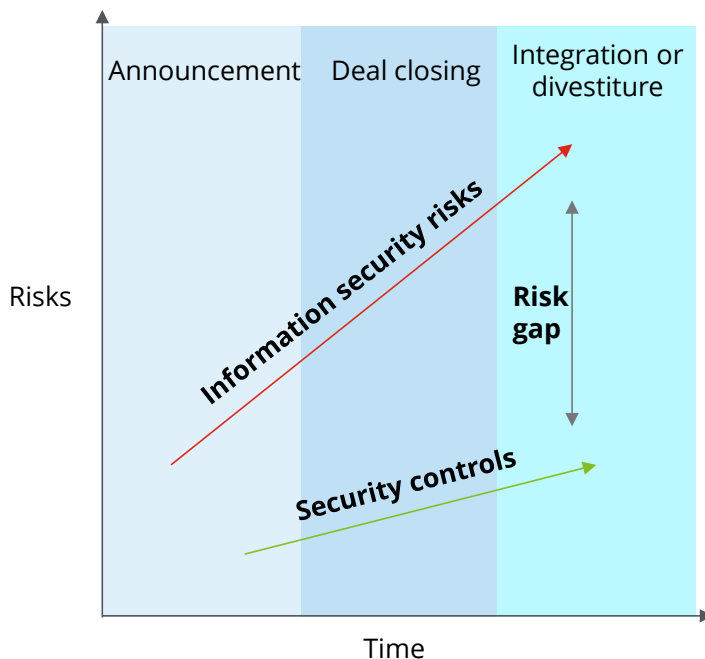 Announcement
Deal closing
Integration or
divestiture
Information security risks
Risks
Risk
gap
Security controls
Time